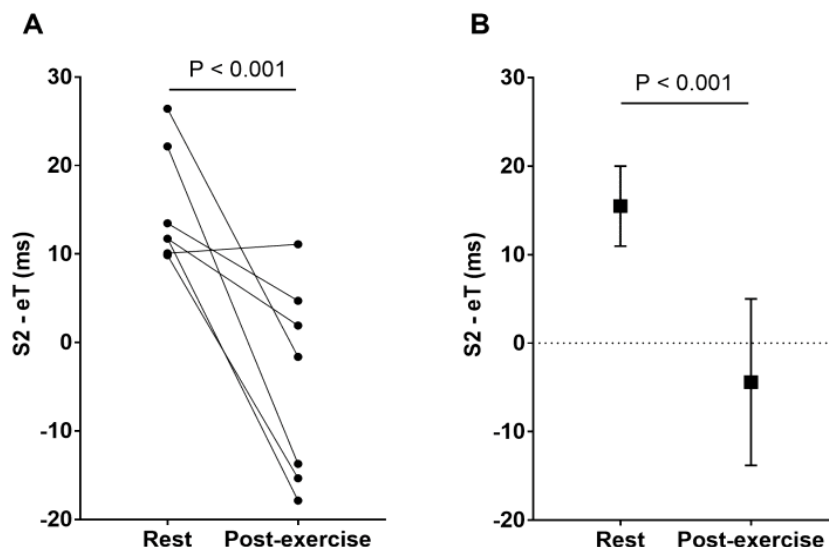 A
P < 0.001
S2 - eT (ms)
30
20
10
0
-10
-20
Rest Post-exercise
B
P < 0.001
S2 - eT (ms)
30
20
10
0
-10
-20
Rest Post-exercise